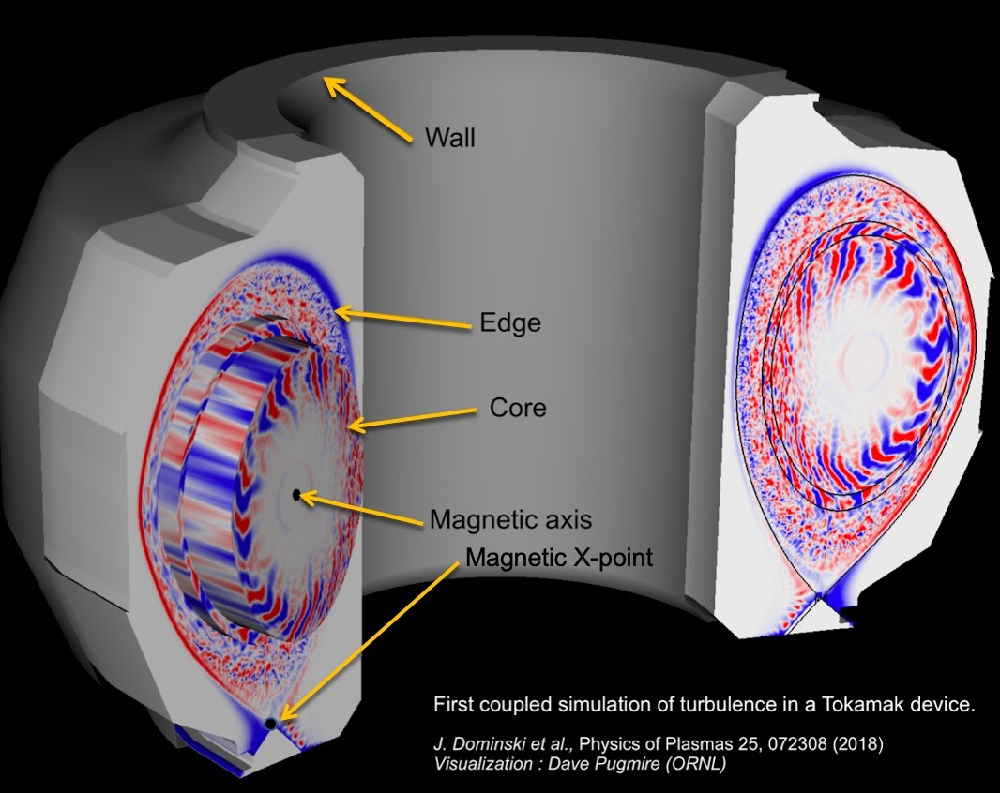 Wall
Edge
Core
Magnetic axis
Magnetic X-point
First coupled simulation of turbulence in a Tokamak device.
J. Dominski et al., Physics of Plasmas 25, 072308 (2018)
Visualization : Dave Pugmire (ORNL)